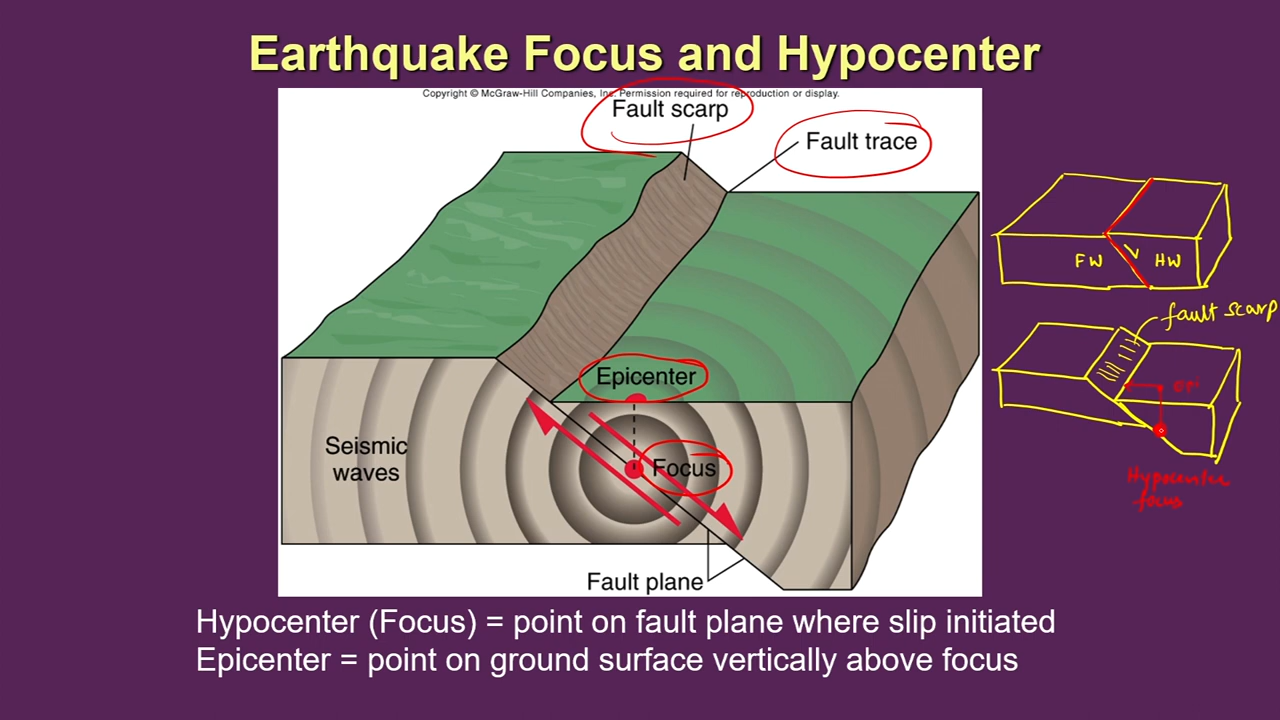 Earthquake Focus and Hypocenter
Copyright © McGraw-Hill Companies, Inc. Permission required for reproduction or display.
Fault scarp
Fault trace
FW
HW
fault scarp
Epicenter
Epi
Seismic
waves
Focus
Hypocenter
focus
Fault plane
Hypocenter (Focus) = point on fault plane where slip initiated
Epicenter = point on ground surface vertically above focus